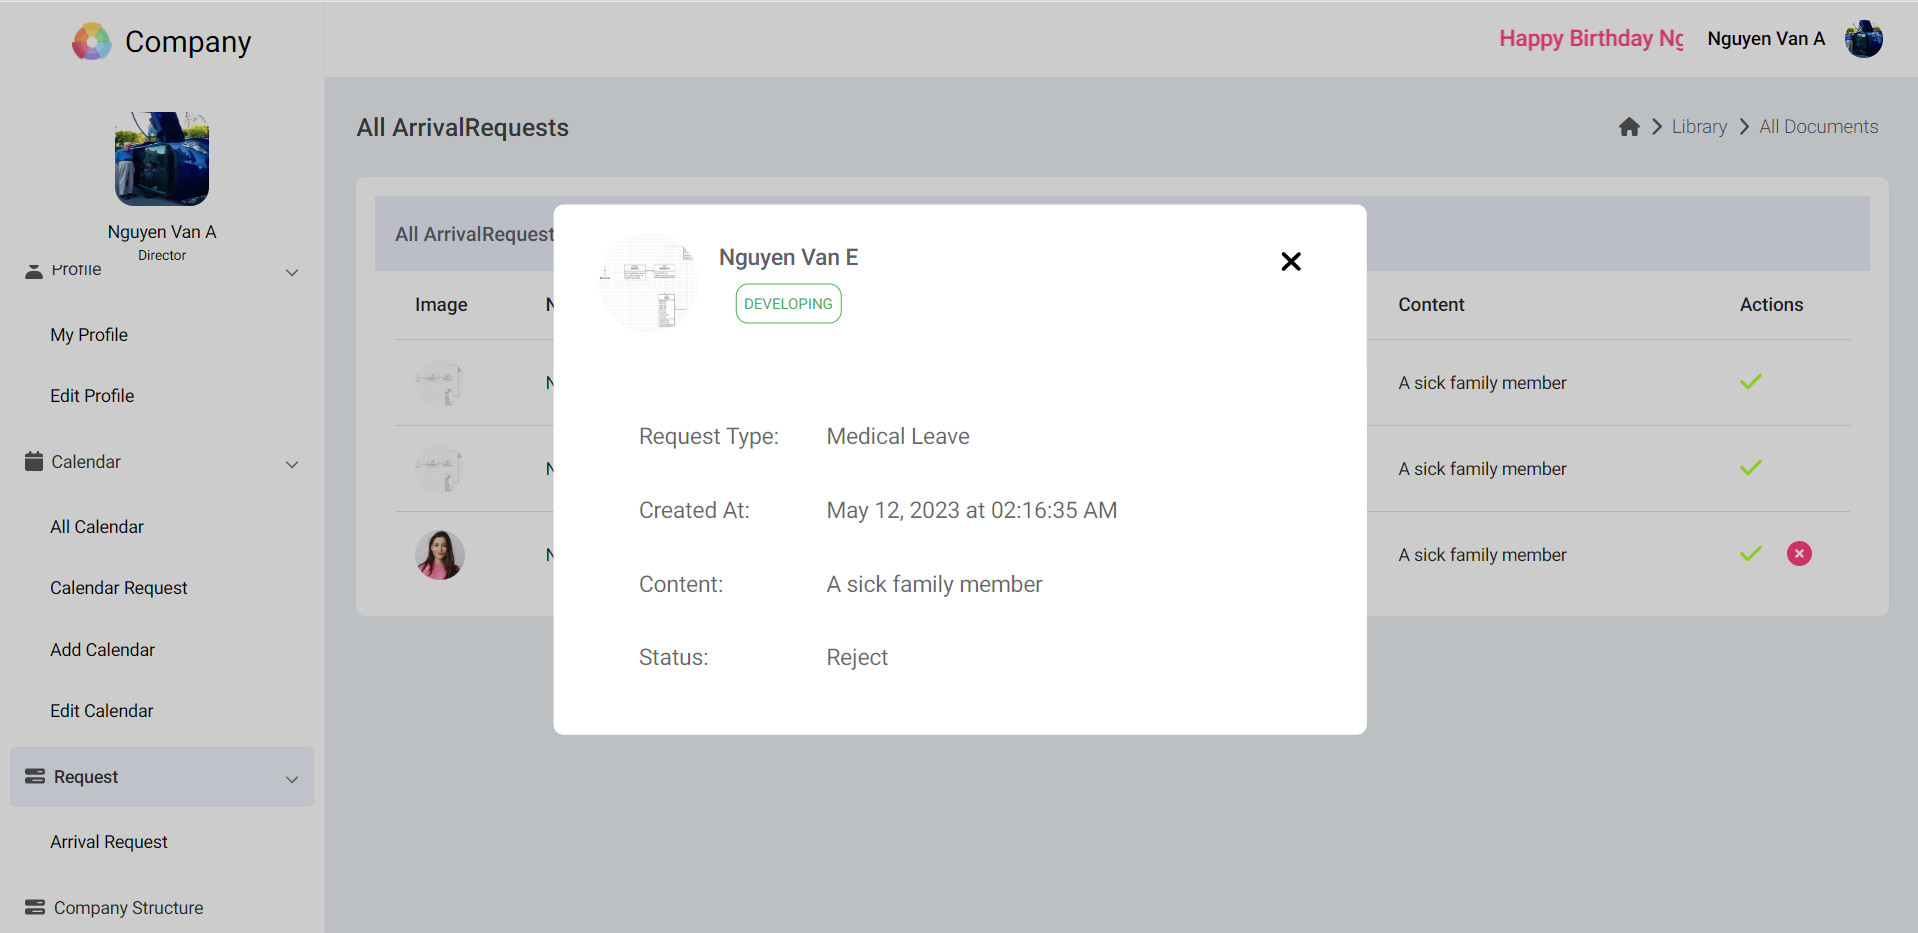 Company
Happy Birthday Ng
Nguyen Van A
Nguyen Van A
Director
Profile
My Profile
Edit Profile
Calendar
All Calendar
Calendar Request
Add Calendar
Edit Calendar
Request
Arrival Request
Company Structure
All ArrivalRequests
Library
All Documents
All ArrivalRequest
Image N Content Actions
N A sick family member
N A sick family member
N A sick family member
Nguyen Van E
DEVELOPING
Request Type: Medical Leave
Created At: May 12, 2023 at 02:16:35 AM
Content: A sick family member
Status: Reject